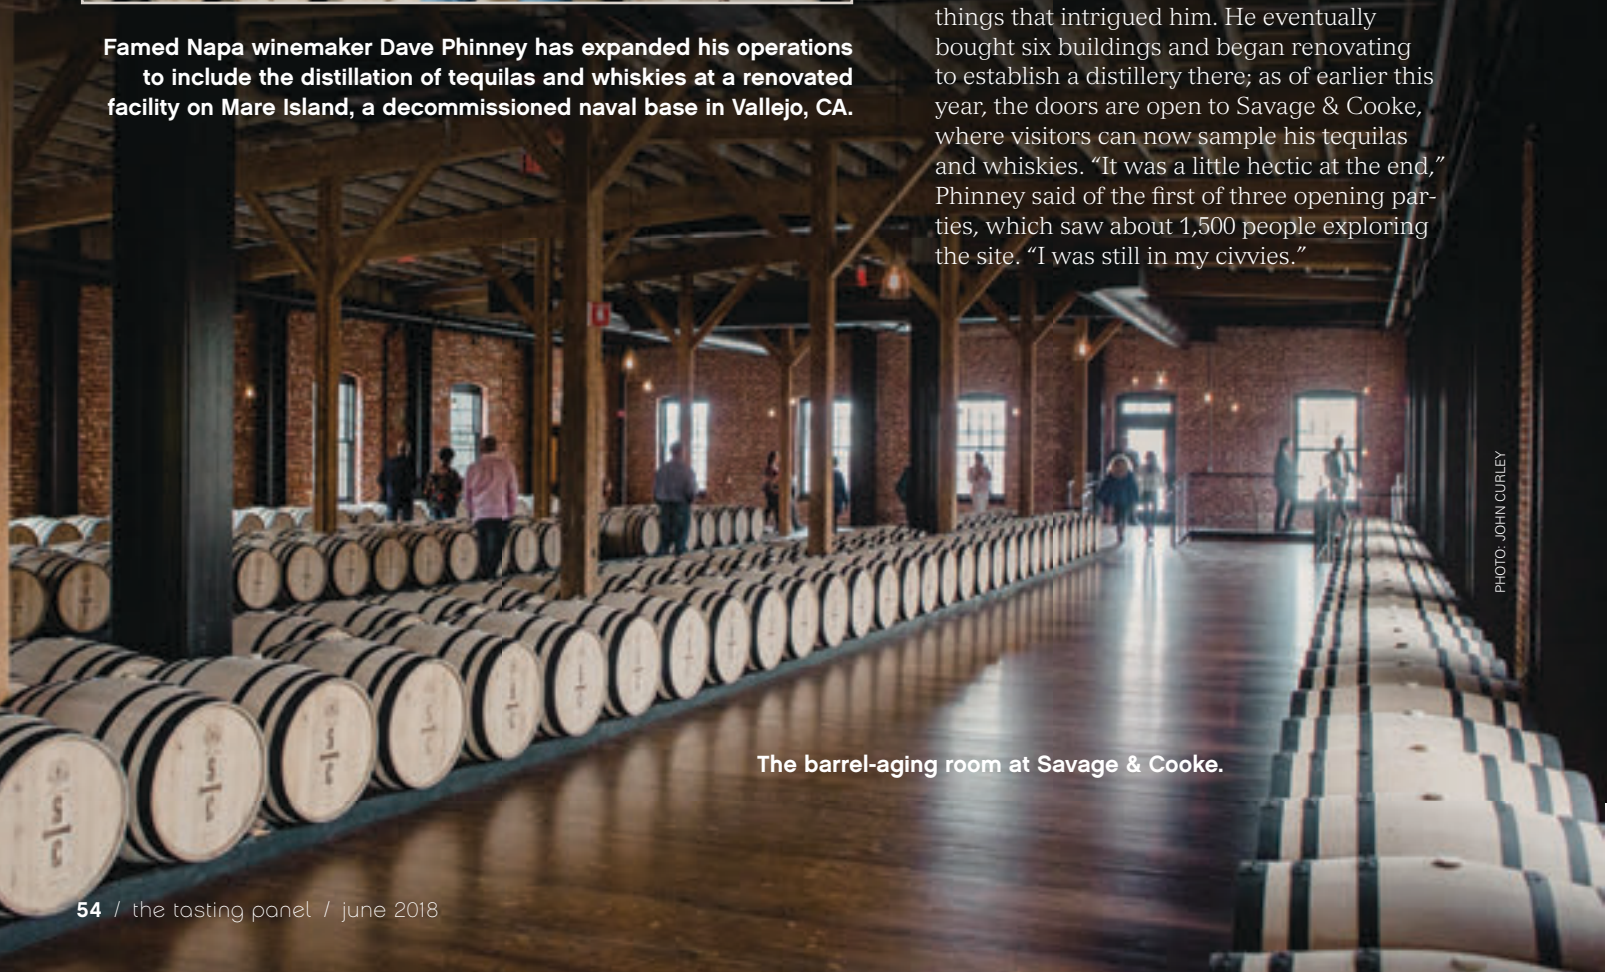 Famed Napa winemaker Dave Phinney has expanded his operations
to include the distillation of tequilas and whiskies at a renovated
facility on Mare Island, a decommissioned naval base in Vallejo, CA.
things that intrigued him. He eventually
bought six buildings and began renovating
to establish a distillery there; as of earlier this
year, the doors are open to Savage & Cooke,
where visitors can now sample his tequilas
and whiskies. “It was a little hectic at the end,”
Phinney said of the first of three opening par-
ties, which saw about 1,500 people exploring
the site. “I was still in my civvies.”
PHOTO: JOHN CURLEY
The barrel-aging room at Savage & Cooke.
54 / the tasting panel / june 2018